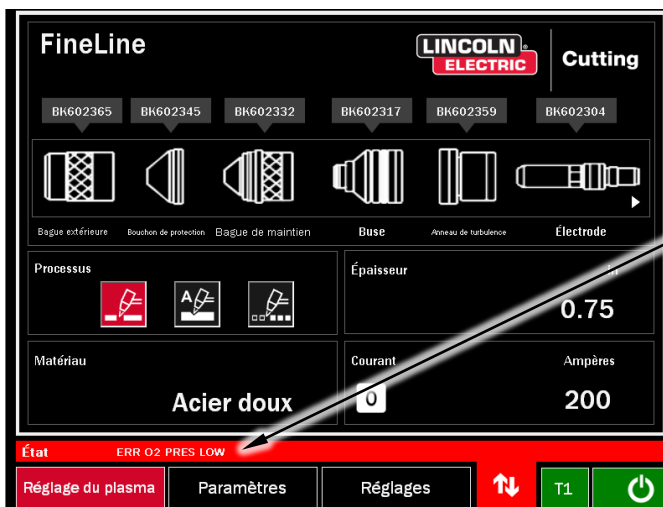 FineLine
LINCOLN ELECTRIC Cutting
BK602365 BK602345 BK602332 BK602317 BK602359 BK602304
Bague extérieure Bouchon de protection Bague de maintien Buse Anneau de turbulence Électrode
Processus
A
Épaisseur
0.75
Matériau
Acier doux
Courant Ampères
0 200
État ERR O2 PRES LOW
Réglage du plasma Paramètres Réglages T1